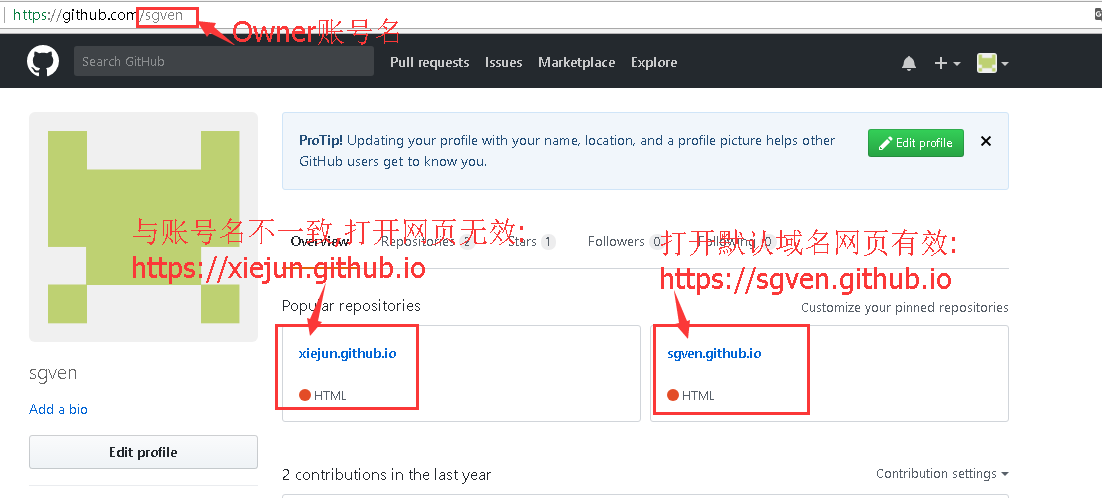 https://github.com/sgven
Owner账号名
Search GitHub
Pull requests
Issues
Marketplace
Explore
ProTip! Updating your profile with your name, location, and a profile picture helps other
GitHub users get to know you.
Edit profile
与账号名不一致,打开网页无效:
https://xiejun.github.io
打开默认域名网页有效:
https://sgven.github.io
Overview
Repositories 2
Stars 1
Followers 0
Following 0
Popular repositories
Customize your pinned repositories
xiejun.github.io
HTML
sgven.github.io
HTML
sgven
Add a bio
Edit profile
2 contributions in the last year
Contribution settings